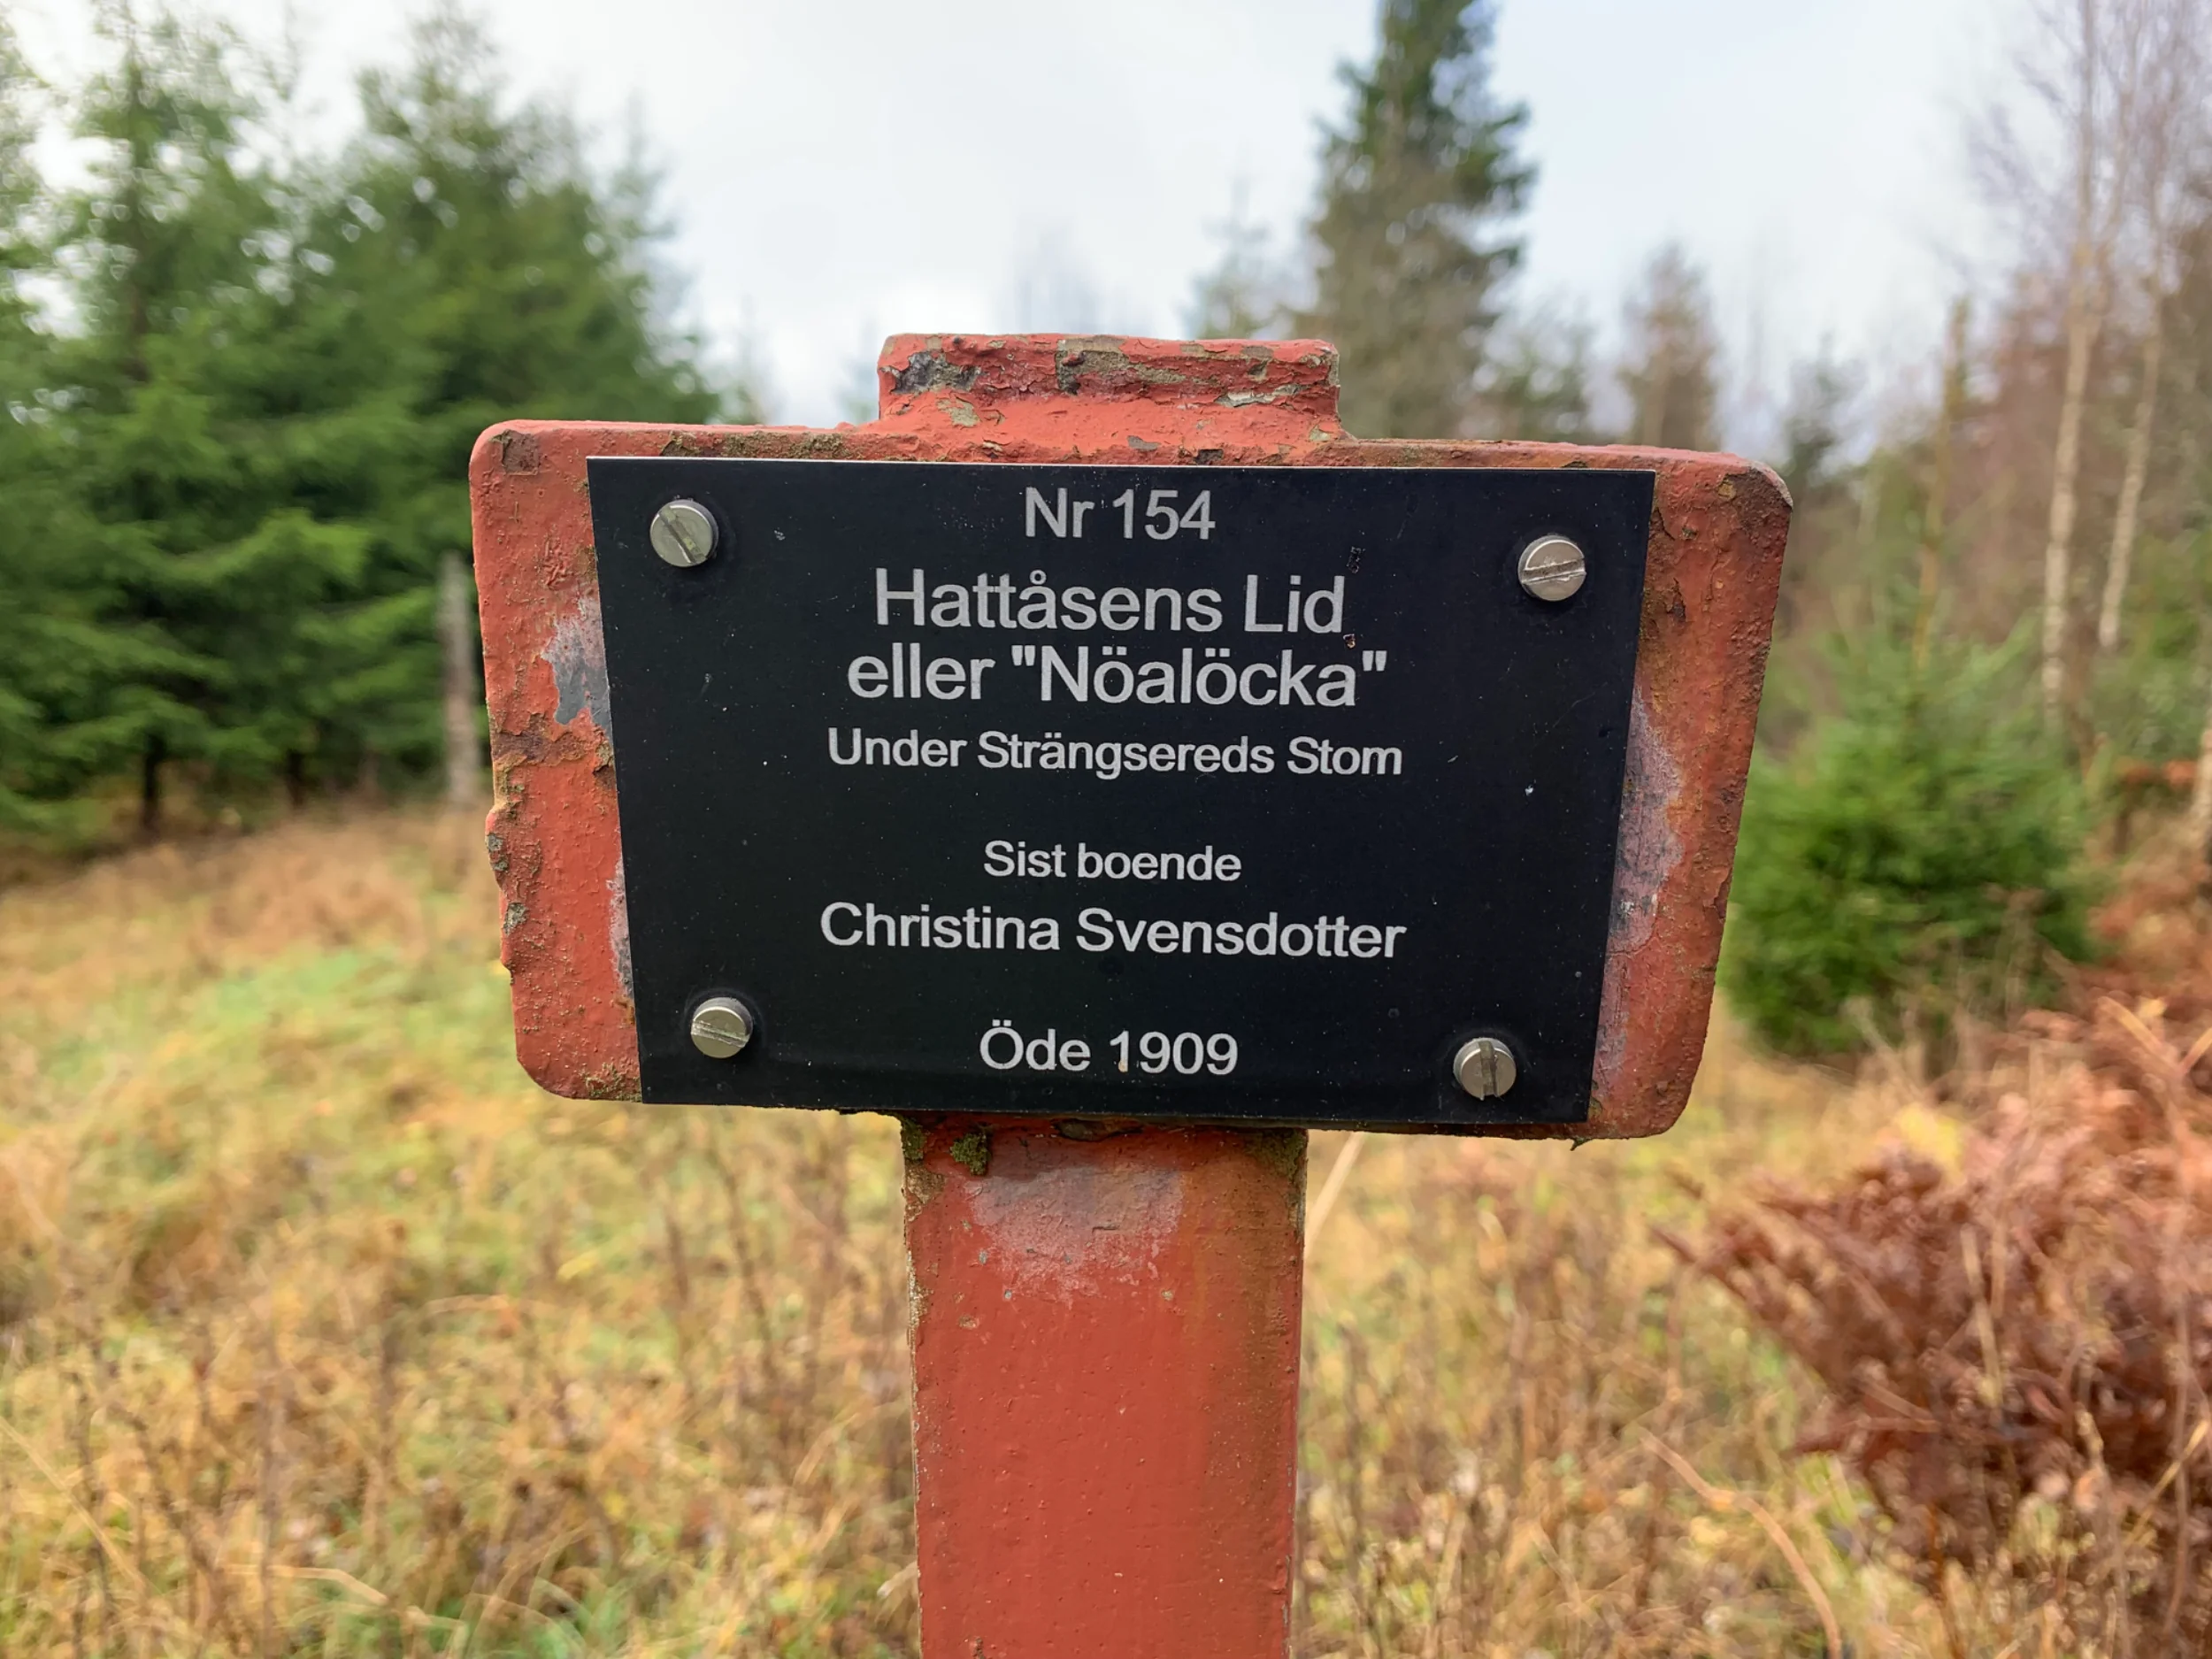 Nr 154
Hattåsens Lid
eller "Nöalöcka"
Under Strängsereds Stom
Sist boende
Christina Svensdotter
Öde 1909